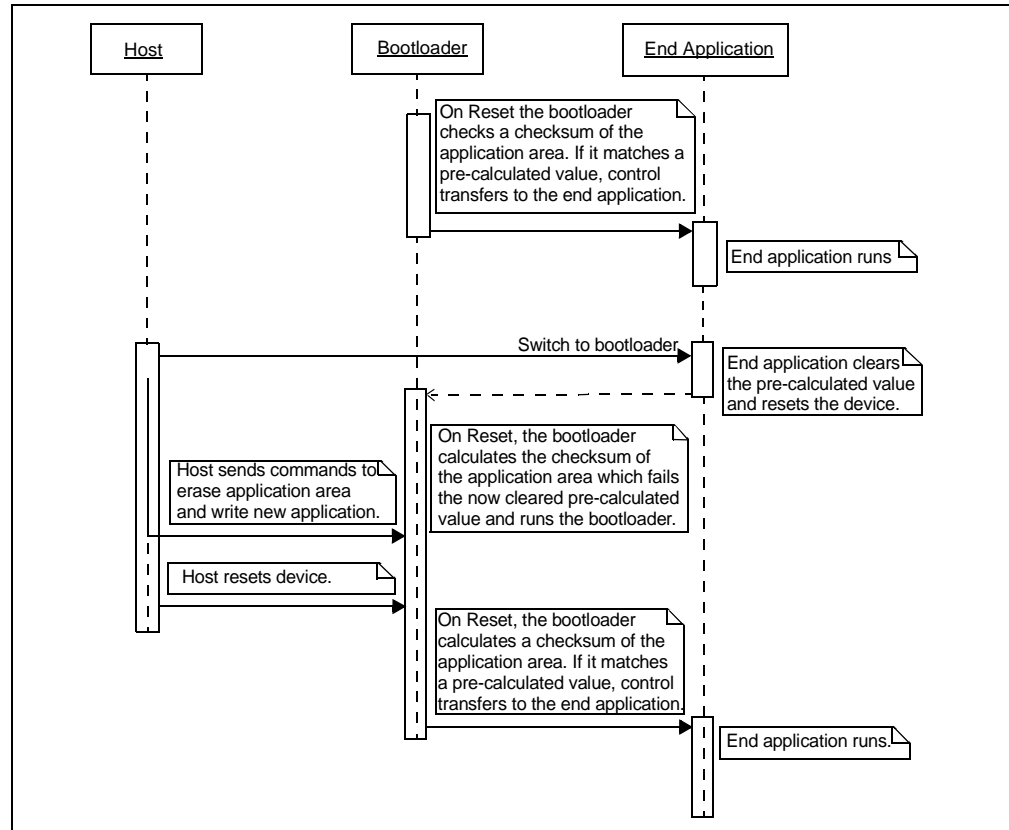 Host
Bootloader
End Application
On Reset the bootloader
checks a checksum of the
application area. If it matches a
pre-calculated value, control
transfers to the end application.
End application runs
Switch to bootloader
End application clears
the pre-calculated value
and resets the device.
On Reset, the bootloader
calculates the checksum
of the application area which fails
the now cleared pre-calculated
value and runs the bootloader.
Host sends commands to
erase application area
and write new application.
Host resets device.
On Reset, the bootloader
calculates a checksum of the
application area. If it matches
a pre-calculated value, control
transfers to the end application.
End application runs.